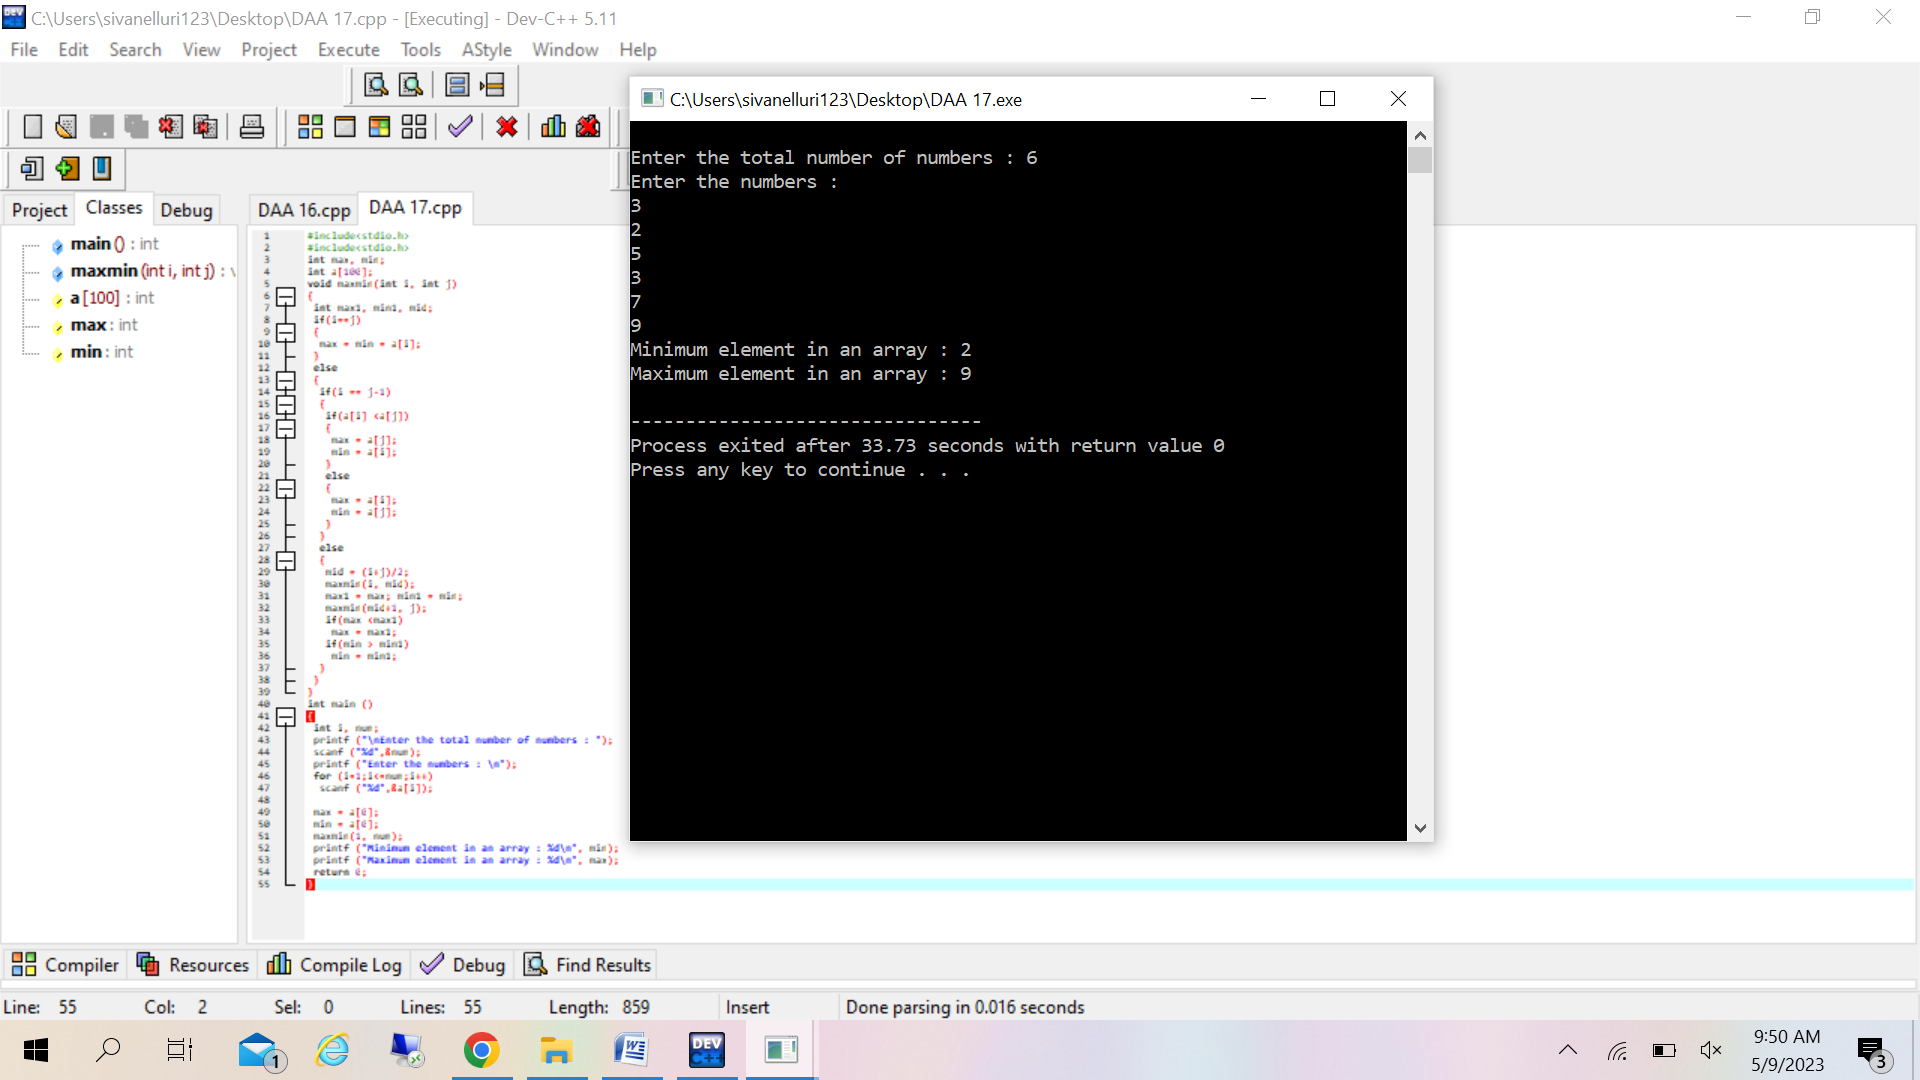 C:\Users\sivanelluri123\Desktop\DAA 17.cpp - [Executing] - Dev-C++ 5.11
File Edit Search View Project Execute Tools AStyle Window Help
Project Classes Debug
main () : int
maxmin (int i, int j) :
a [100] : int
max : int
min : int
DAA 16.cpp DAA 17.cpp
1 #include<stdio.h>
2 #include<stdio.h>
3 int max, min;
4 int a[100];
5 void maxmin(int i, int j)
6 {
7 int max1, min1, mid;
8 if(i==j)
9 {
10 max = min = a[i];
11 }
12 else
13 {
14 if(i == j-1)
15 {
16 if(a[i] <a[j])
17 {
18 max = a[j];
19 min = a[i];
20 }
21 else
22 {
23 max = a[i];
24 min = a[j];
25 }
26 }
27 else
28 {
29 mid = (i+j)/2;
30 maxmin(i, mid);
31 max1 = max; min1 = min;
32 maxmin(mid+1, j);
33 if(max <max1)
34 max = max1;
35 if(min > min1)
36 min = min1;
37 }
38 }
39 }
40 int main ()
41 {
42 int i, num;
43 printf ("\nEnter the total number of numbers : ");
44 scanf ("%d",&num);
45 printf ("Enter the numbers : \n");
46 for (i=1;i<=num;i++)
47 scanf ("%d",&a[i]);
48
49 max = a[0];
50 min = a[0];
51 maxmin(1, num);
52 printf ("Minimum element in an array : %d\n", min);
53 printf ("Maximum element in an array : %d\n", max);
54 return 0;
55 }
C:\Users\sivanelluri123\Desktop\DAA 17.exe
Enter the total number of numbers : 6
Enter the numbers :
3
2
5
3
7
9
Minimum element in an array : 2
Maximum element in an array : 9
--------------------------------
Process exited after 33.73 seconds with return value 0
Press any key to continue . . .
Compiler Resources Compile Log Debug Find Results
Line: 55 Col: 2 Sel: 0 Lines: 55 Length: 859 Insert Done parsing in 0.016 seconds
1
DEV C++
9:50 AM
5/9/2023
3